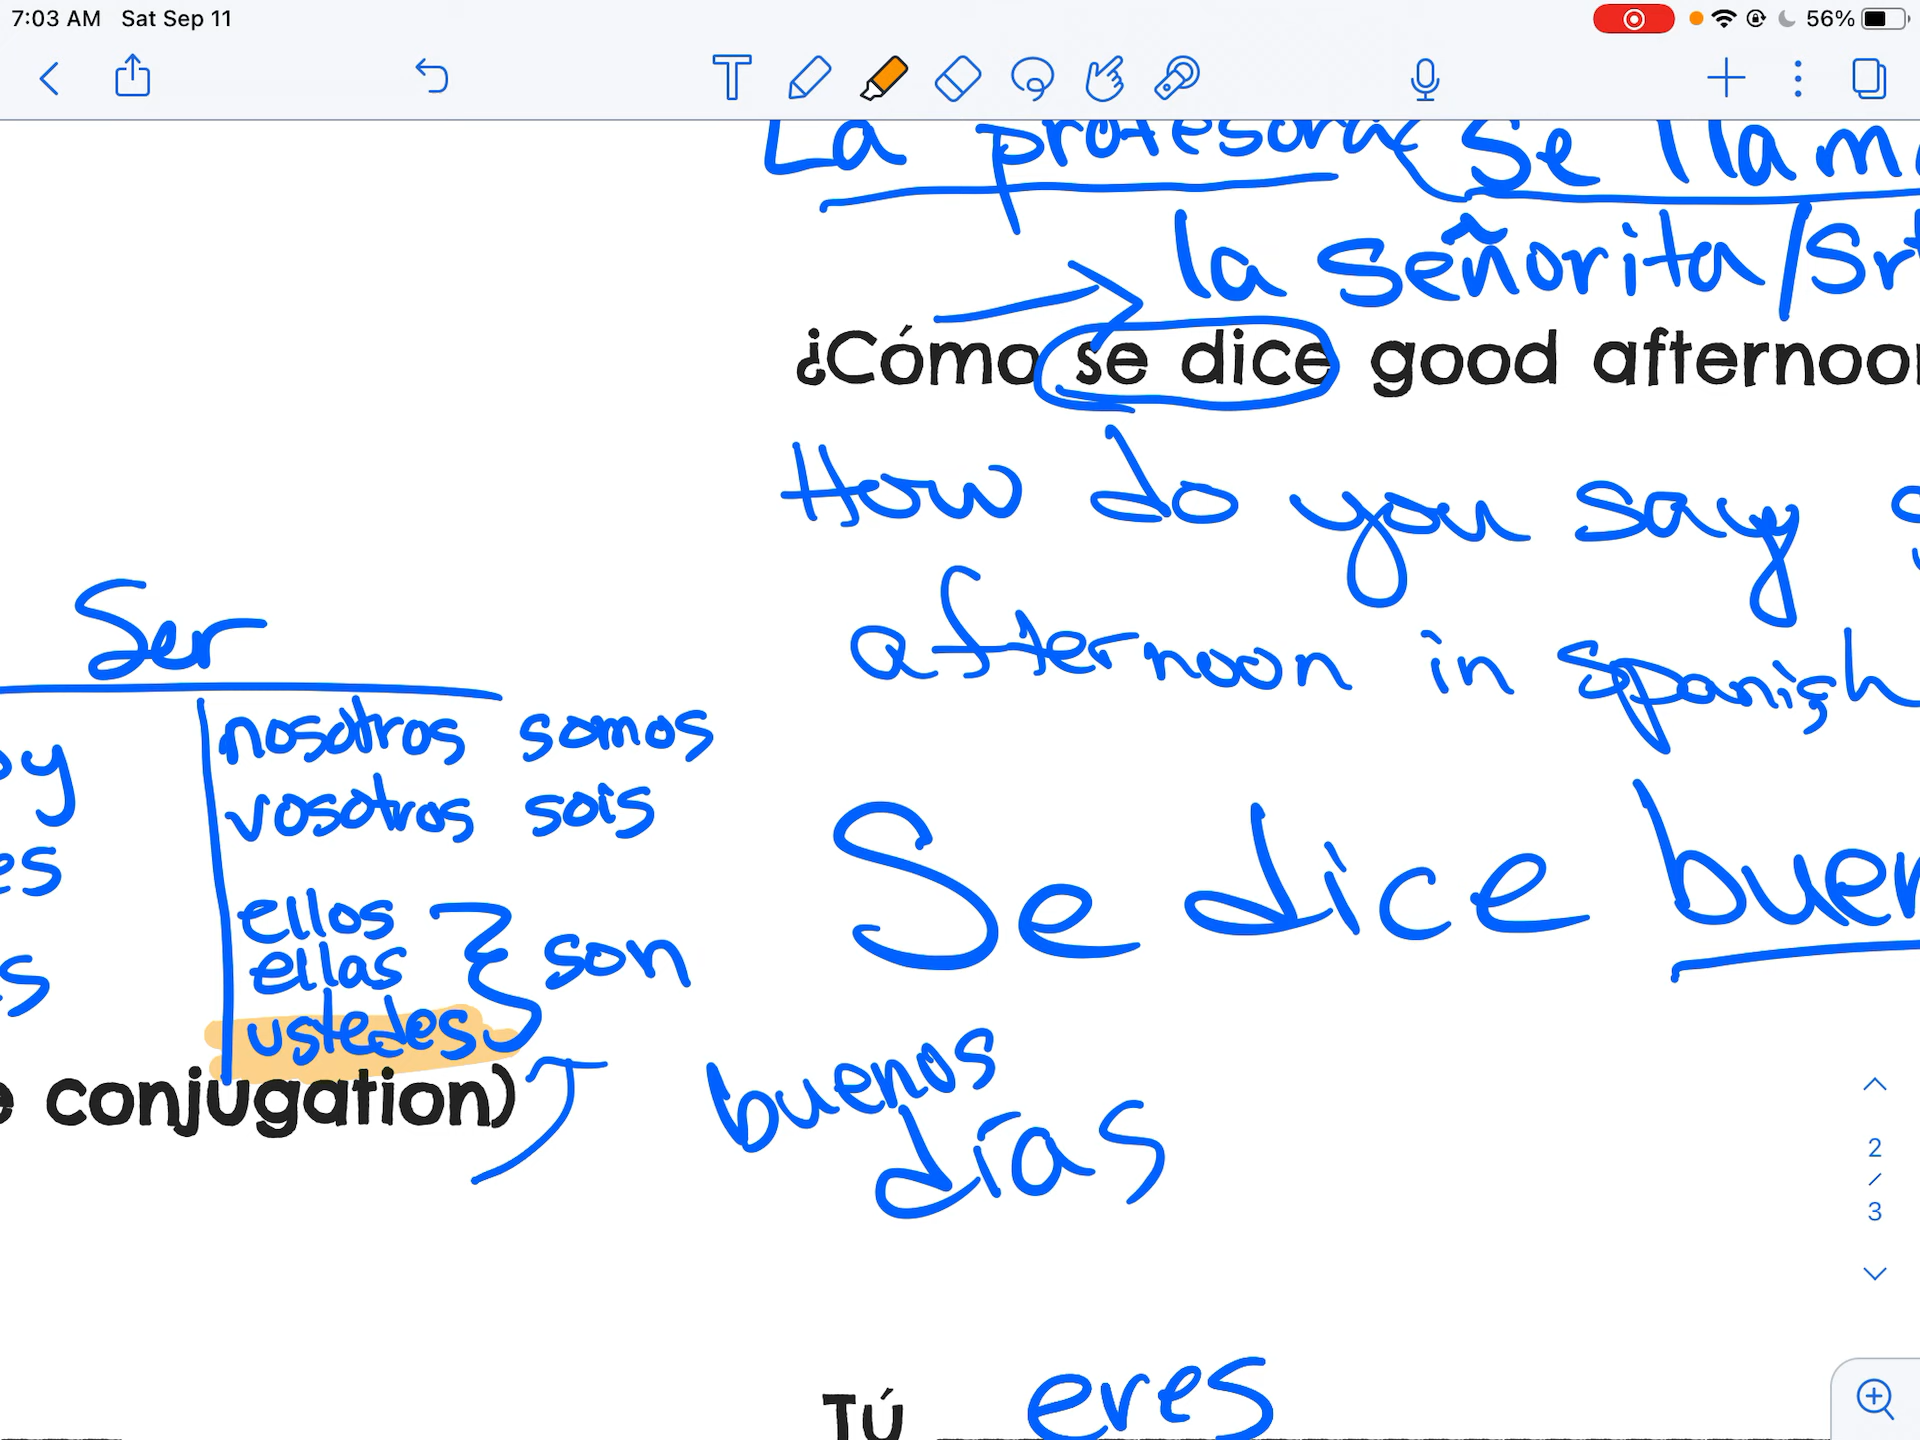 7:03 AM Sat Sep 11
56%
T
La profesora se llam
la señorita/Sr
¿Cómo se dice good afternoo
How do you say
afternoon in spanish
Ser
oy
nosotros somos
vosotros sois
es
Se dice buen
ellos
ellas
son
ustedes
e conjugation)
buenos
días
2
/
3
Tú eres